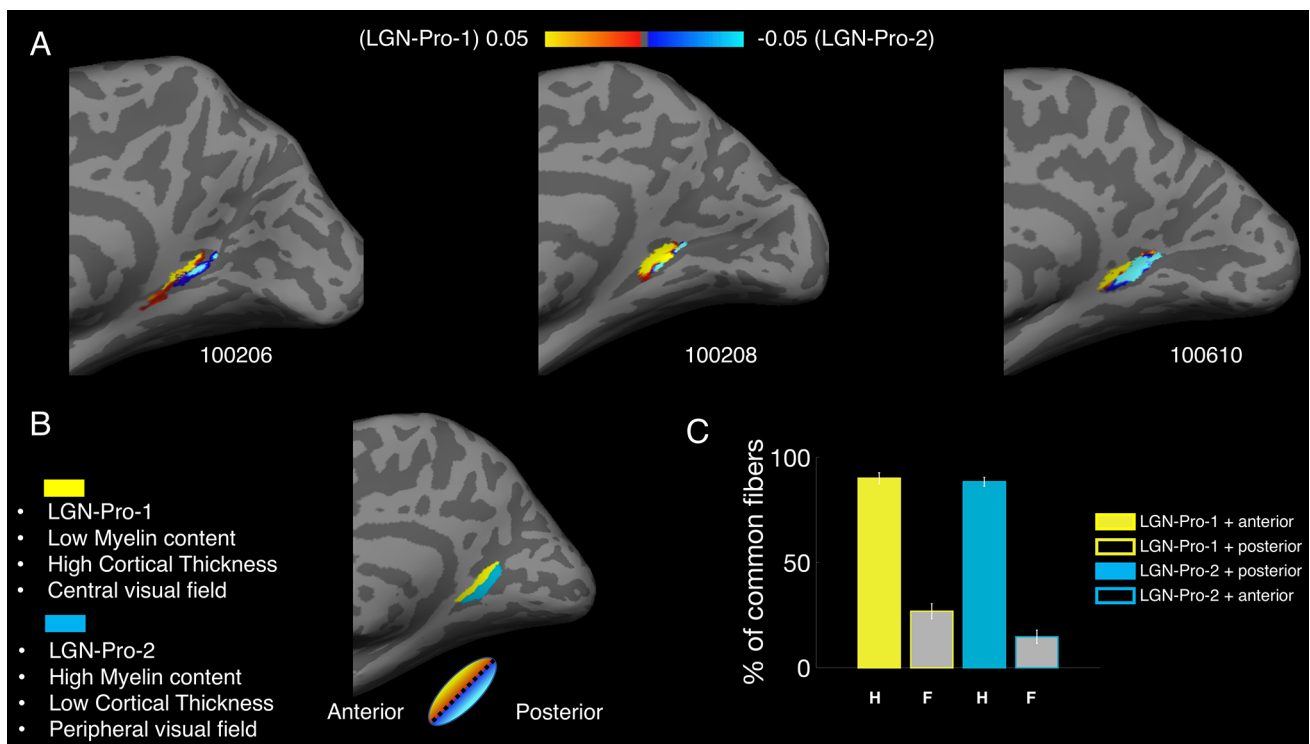 A
(LGN-Pro-1) 0.05 -0.05 (LGN-Pro-2)
100206
100208
100610
B
• LGN-Pro-1
• Low Myelin content
• High Cortical Thickness
• Central visual field
• LGN-Pro-2
• High Myelin content
• Low Cortical Thickness
• Peripheral visual field
Anterior
Posterior
C
% of common fibers
100
50
0
H F H F
LGN-Pro-1 + anterior
LGN-Pro-1 + posterior
LGN-Pro-2 + posterior
LGN-Pro-2 + anterior